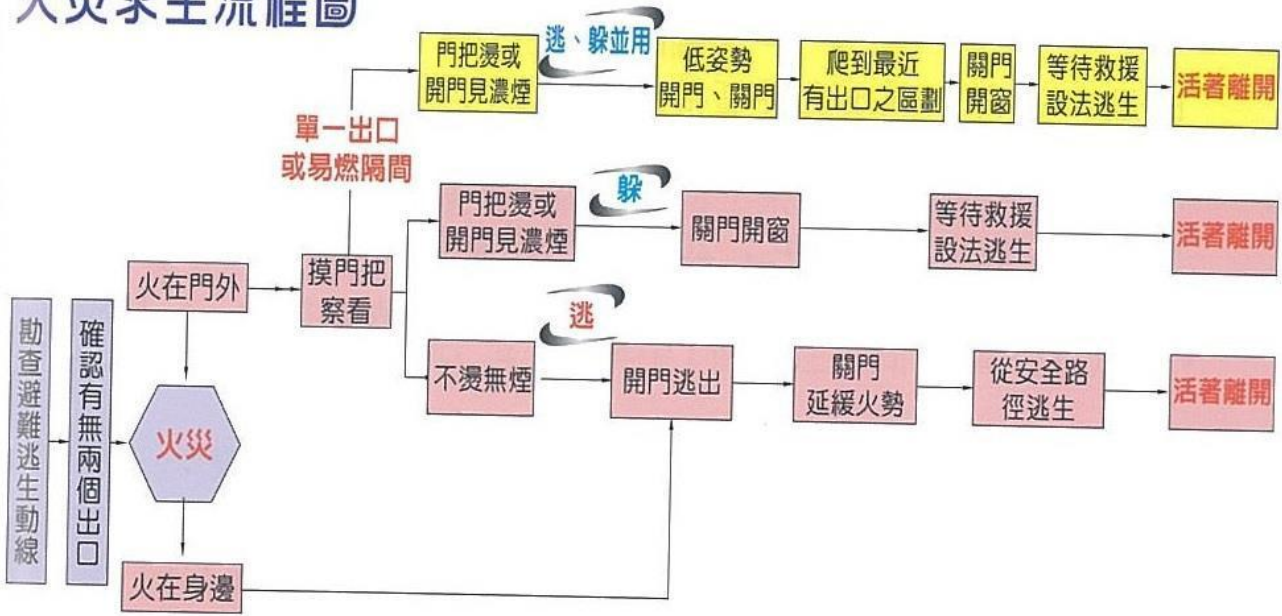 火災求生流程圖
門把燙或
開門見濃煙
逃、躲並用
低姿勢
開門、關門
爬到最近
有出口之區劃
關門
開窗
等待救援
設法逃生
活著離開
單一出口
或易燃隔間
門把燙或
開門見濃煙
躲
關門開窗
等待救援
設法逃生
活著離開
火在門外
摸門把
察看
逃
不燙無煙
開門逃出
關門
延緩火勢
從安全路
徑逃生
活著離開
勘查避難逃生動線
確認有無兩個出口
火災
火在身邊